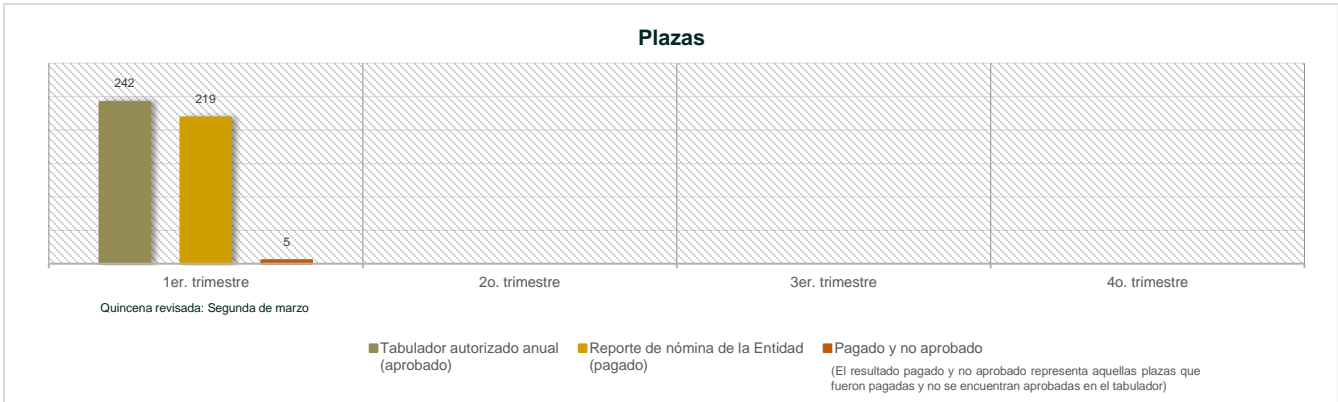 Plazas
242
219
5
1er. trimestre
2o. trimestre
3er. trimestre
4o. trimestre
Quincena revisada: Segunda de marzo
Tabulador autorizado anual
(aprobado)
Reporte de nómina de la Entidad
(pagado)
Pagado y no aprobado
(El resultado pagado y no aprobado representa aquellas plazas que
fueron pagadas y no se encuentran aprobadas en el tabulador)